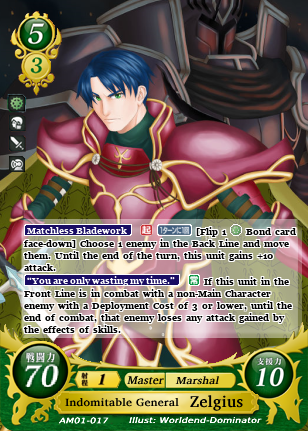 5
3
Matchless Bladework 起 1ターンに1回 [Flip 1 Bond card
face-down] Choose 1 enemy in the Back Line and move
them. Until the end of the turn, this unit gains +10
attack.
"You are only wasting my time." 常 If this unit in the
Front Line is in combat with a non-Main Character
enemy with a Deployment Cost of 3 or lower, until the
end of combat, that enemy loses any attack gained by
the effects of skills.
戦闘力 70 射程 1 Master Marshal 支援力 10
Indomitable General Zelgius
AM01-017 Illust: Worldend-Dominator